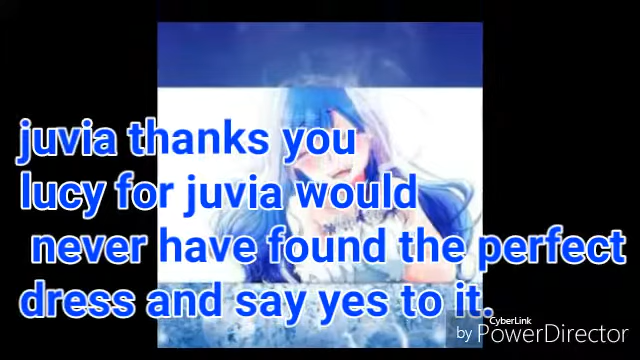 juvia thanks you
lucy for juvia would
never have found the perfect
dress and say yes to it.
CyberLink
by PowerDirector